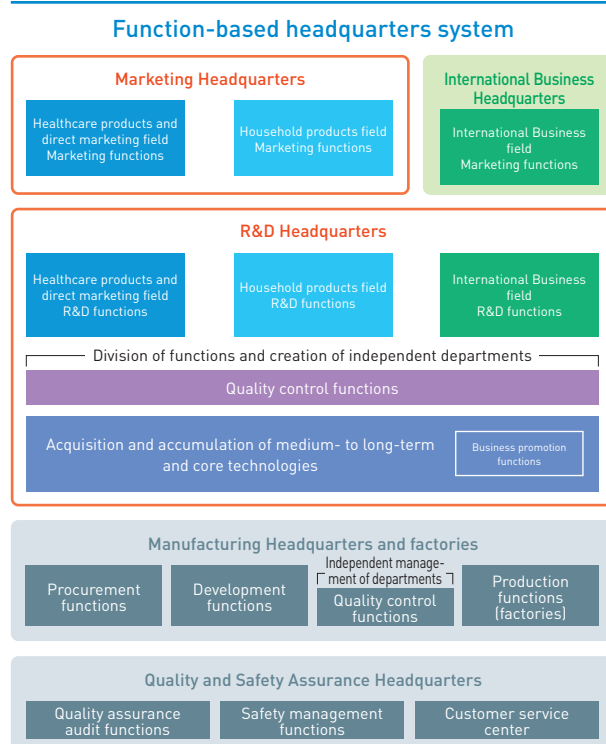 Function-based headquarters system
Marketing Headquarters
Healthcare products and
direct marketing field
Marketing functions
Household products field
Marketing functions
International Business
Headquarters
International Business
field
Marketing functions
R&D Headquarters
Healthcare products and
direct marketing field
R&D functions
Household products field
R&D functions
International Business
field
R&D functions
Division of functions and creation of independent departments
Quality control functions
Acquisition and accumulation of medium- to long-term
and core technologies
Business promotion
functions
Manufacturing Headquarters and factories
Procurement
functions
Development
functions
Independent manage-
ment of departments
Quality control
functions
Production
functions
(factories)
Quality and Safety Assurance Headquarters
Quality assurance
audit functions
Safety management
functions
Customer service
center